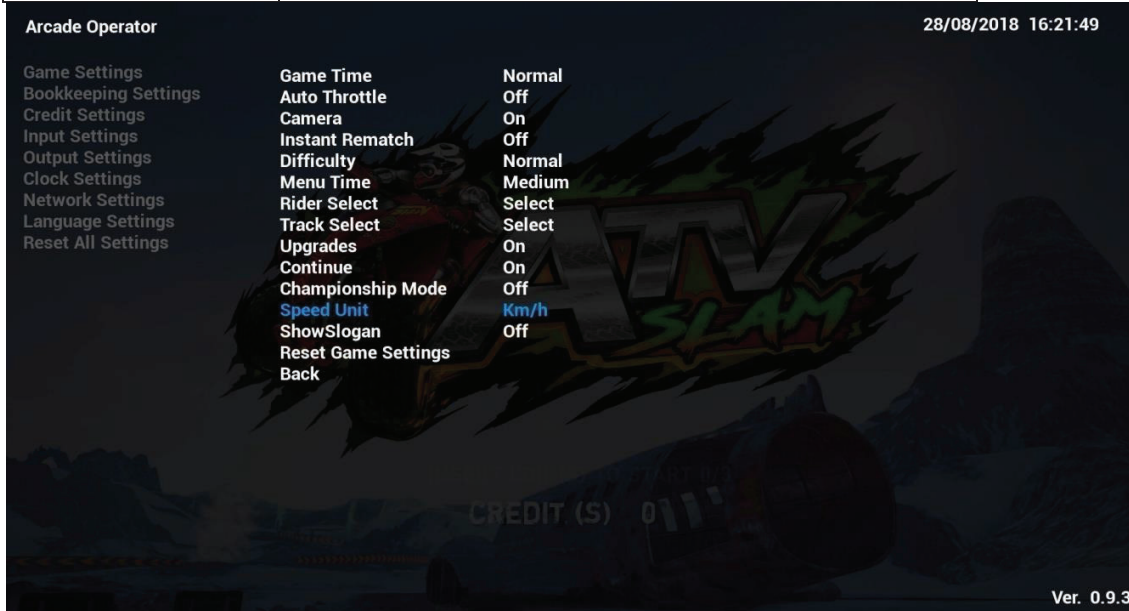 Arcade Operator
28/08/2018 16:21:49
Game Settings
Bookkeeping Settings
Credit Settings
Input Settings
Output Settings
Clock Settings
Network Settings
Language Settings
Reset All Settings
Game Time Normal
Auto Throttle Off
Camera On
Instant Rematch Off
Difficulty Normal
Menu Time Medium
Rider Select Select
Track Select Select
Upgrades On
Continue On
Championship Mode Off
Speed Unit Km/h
ShowSlogan Off
Reset Game Settings
Back
ATV
SLAM
CREDIT (S) 0
Ver. 0.9.3